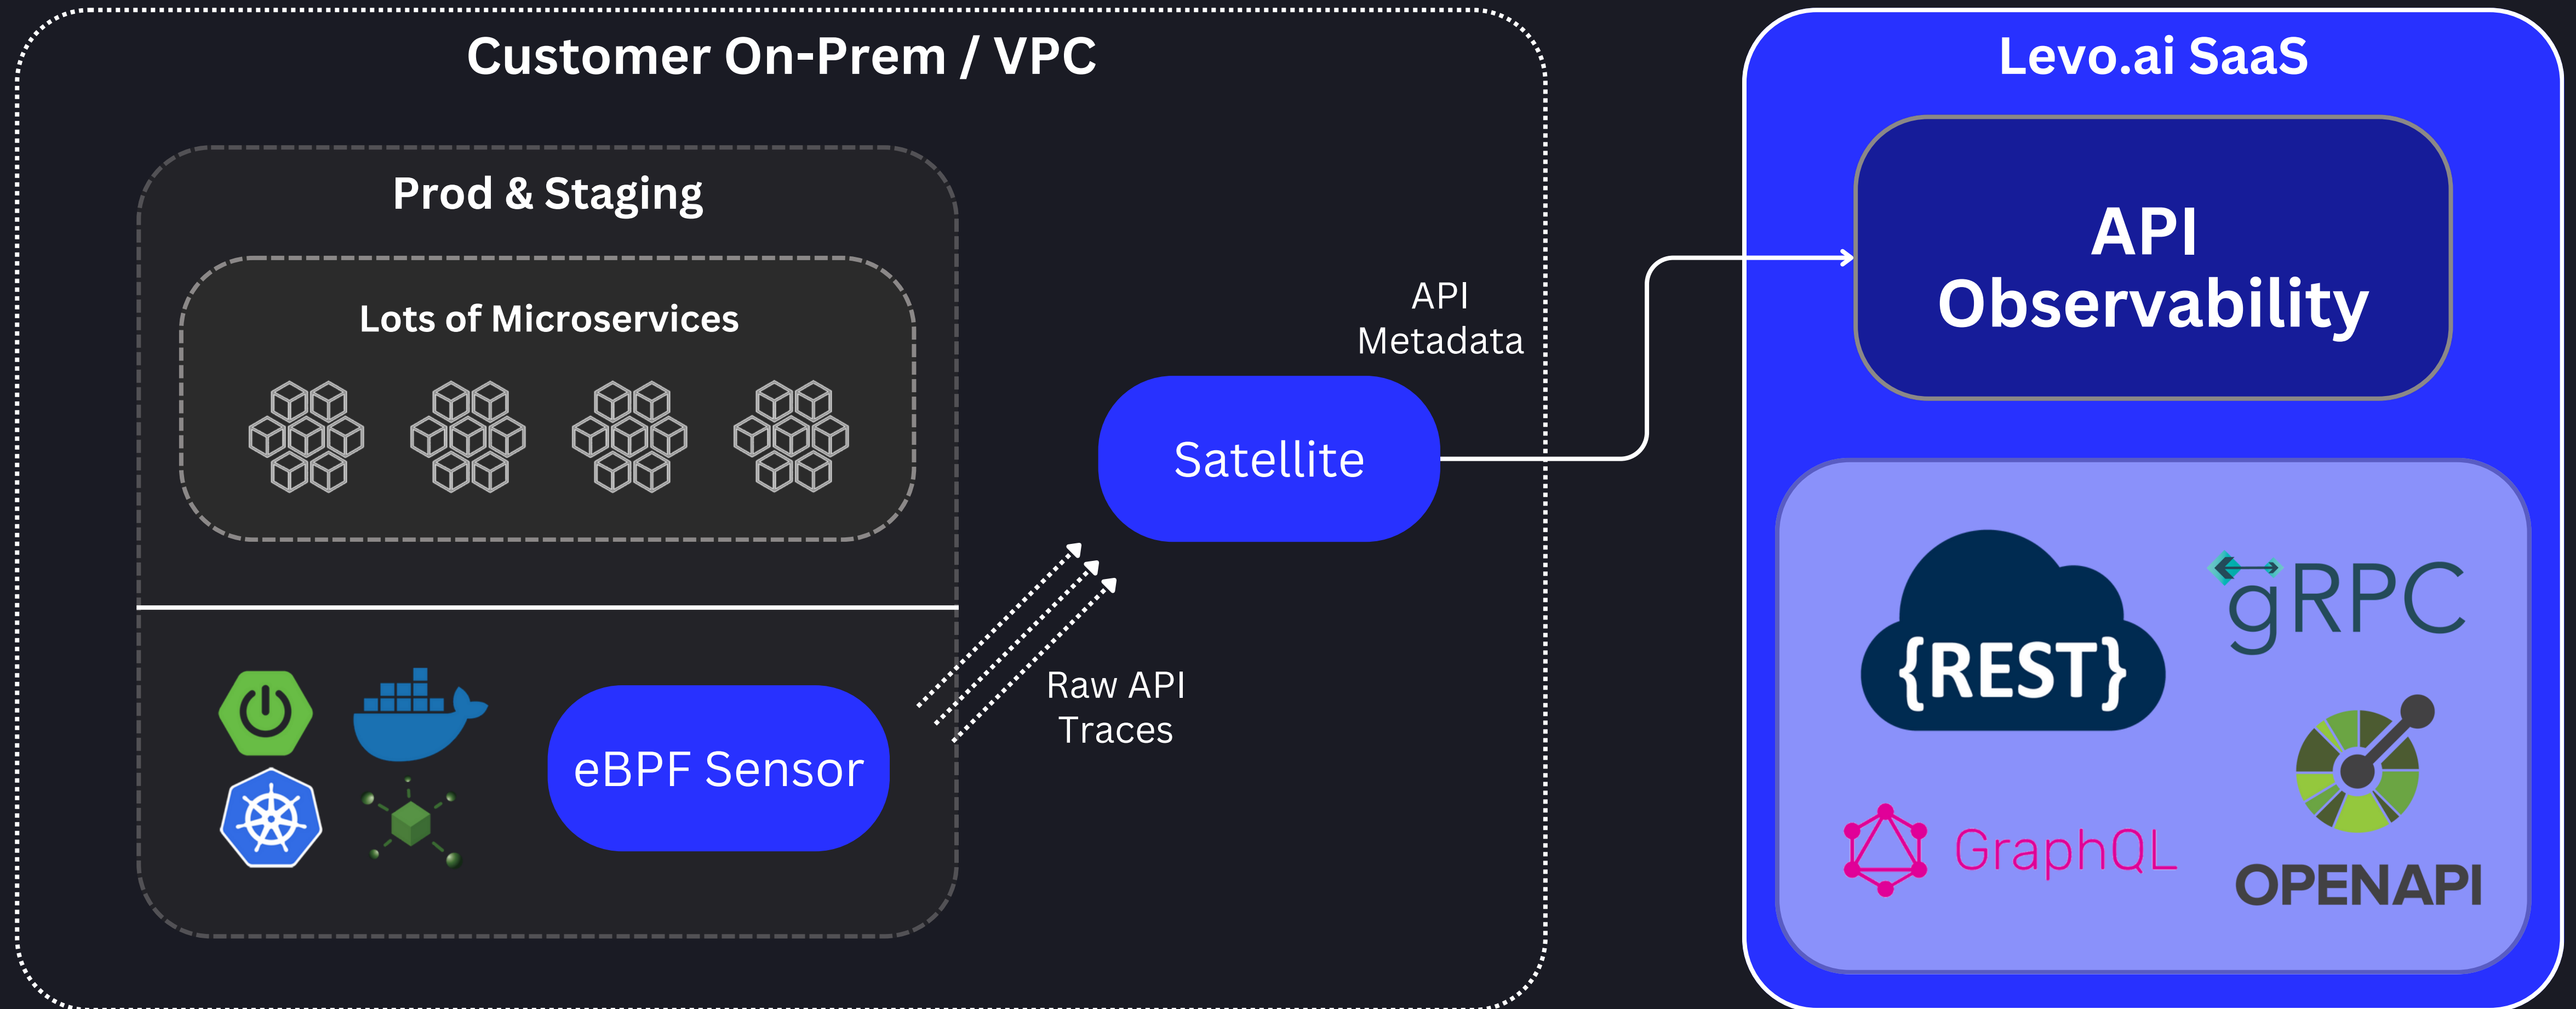 Customer On-Prem / VPC
Prod & Staging
Lots of Microservices
eBPF Sensor
Raw API
Traces
Satellite
API
Metadata
Levo.ai SaaS
API
Observability
{REST}
gRPC
GraphQL
OPENAPI